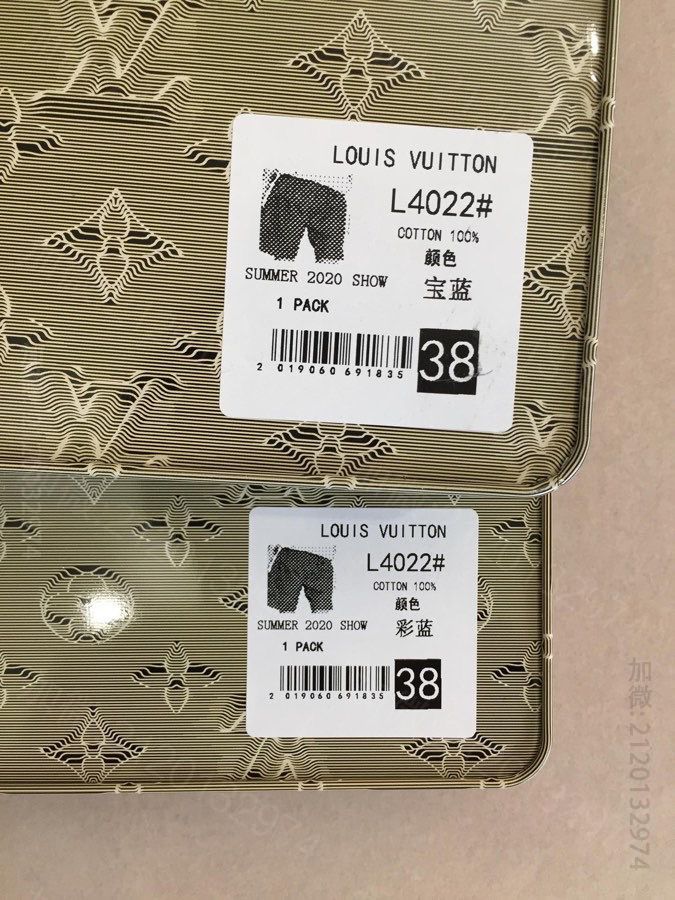 LOUIS VUITTON
L4022#
COTTON 100%
颜色
宝蓝
SUMMER 2020 SHOW
1 PACK
2 019060 691835
38
LOUIS VUITTON
L4022#
COTTON 100%
颜色
彩蓝
SUMMER 2020 SHOW
1 PACK
2 019060 691835
38
加微: 2120132974